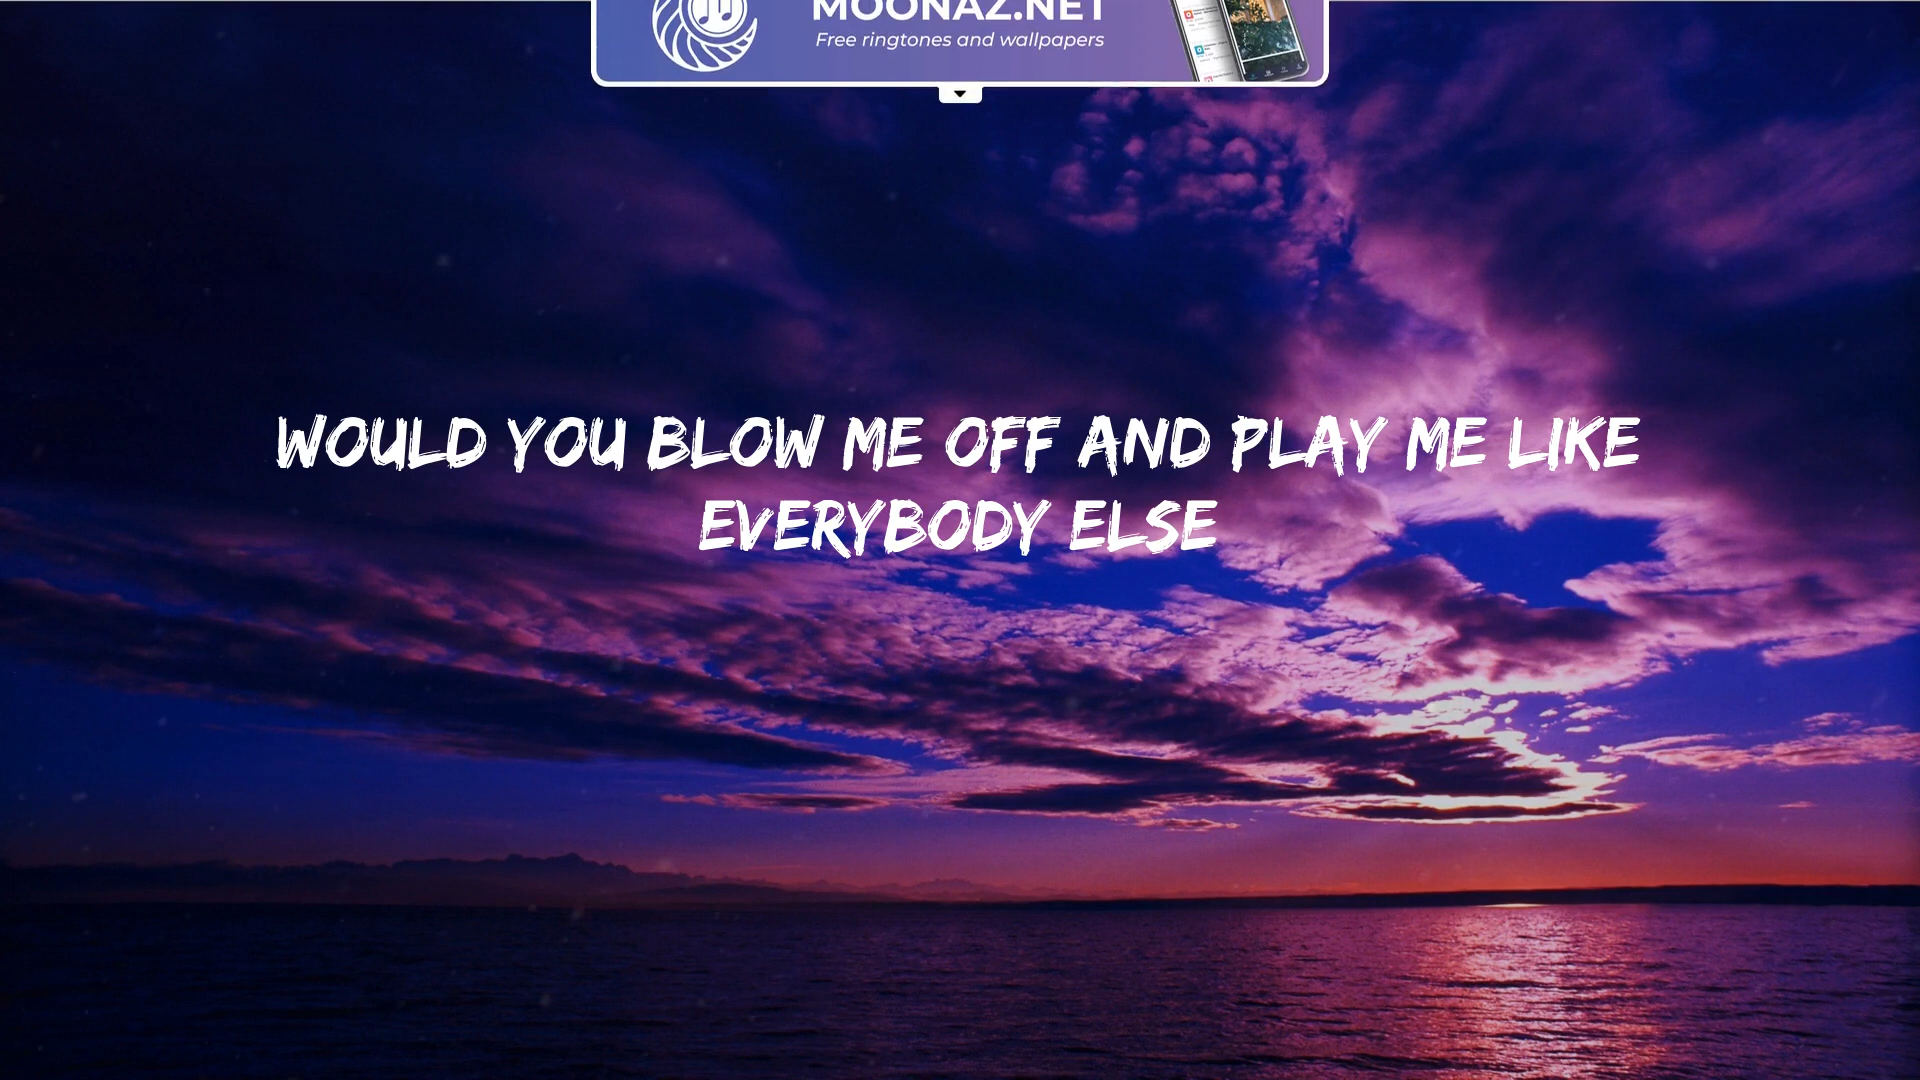 MOONAZ.NET
Free ringtones and wallpapers
WOULD YOU BLOW ME OFF AND PLAY ME LIKE
EVERYBODY ELSE